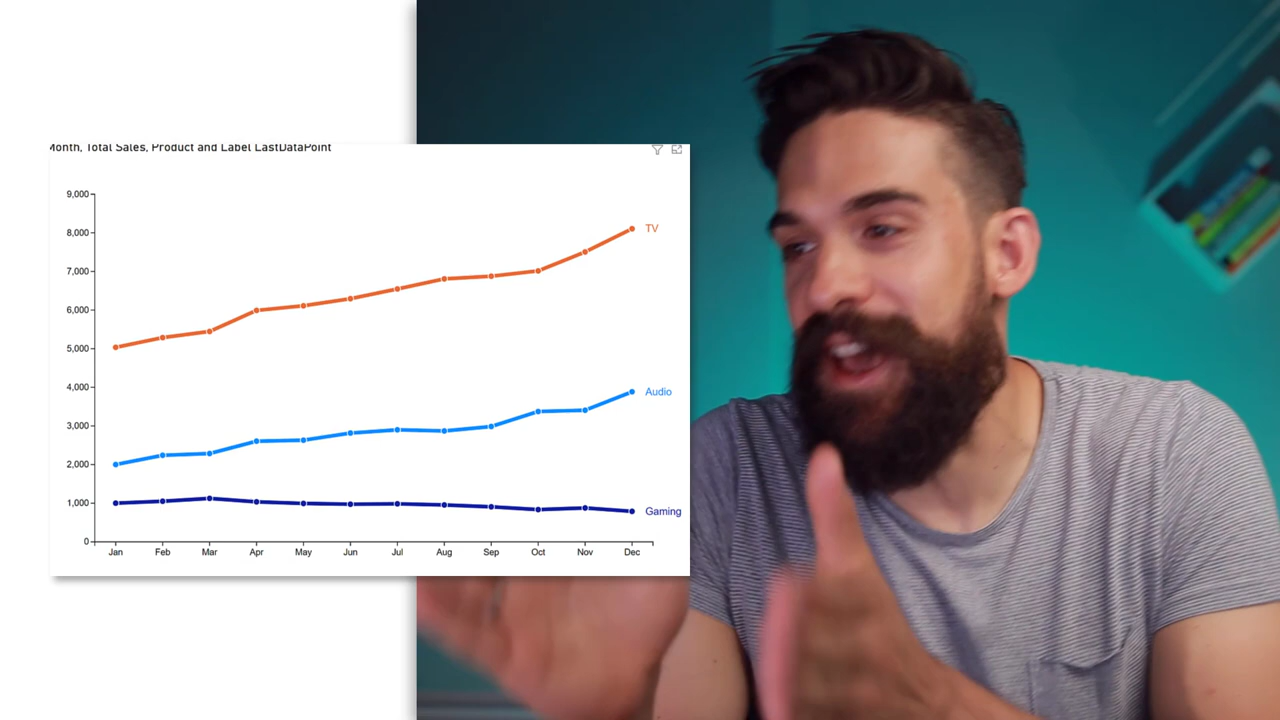 Month, Total Sales, Product and Label LastDataPoint
9,000
8,000
7,000
6,000
5,000
4,000
3,000
2,000
1,000
0
TV
Audio
Gaming
Jan Feb Mar Apr May Jun Jul Aug Sep Oct Nov Dec